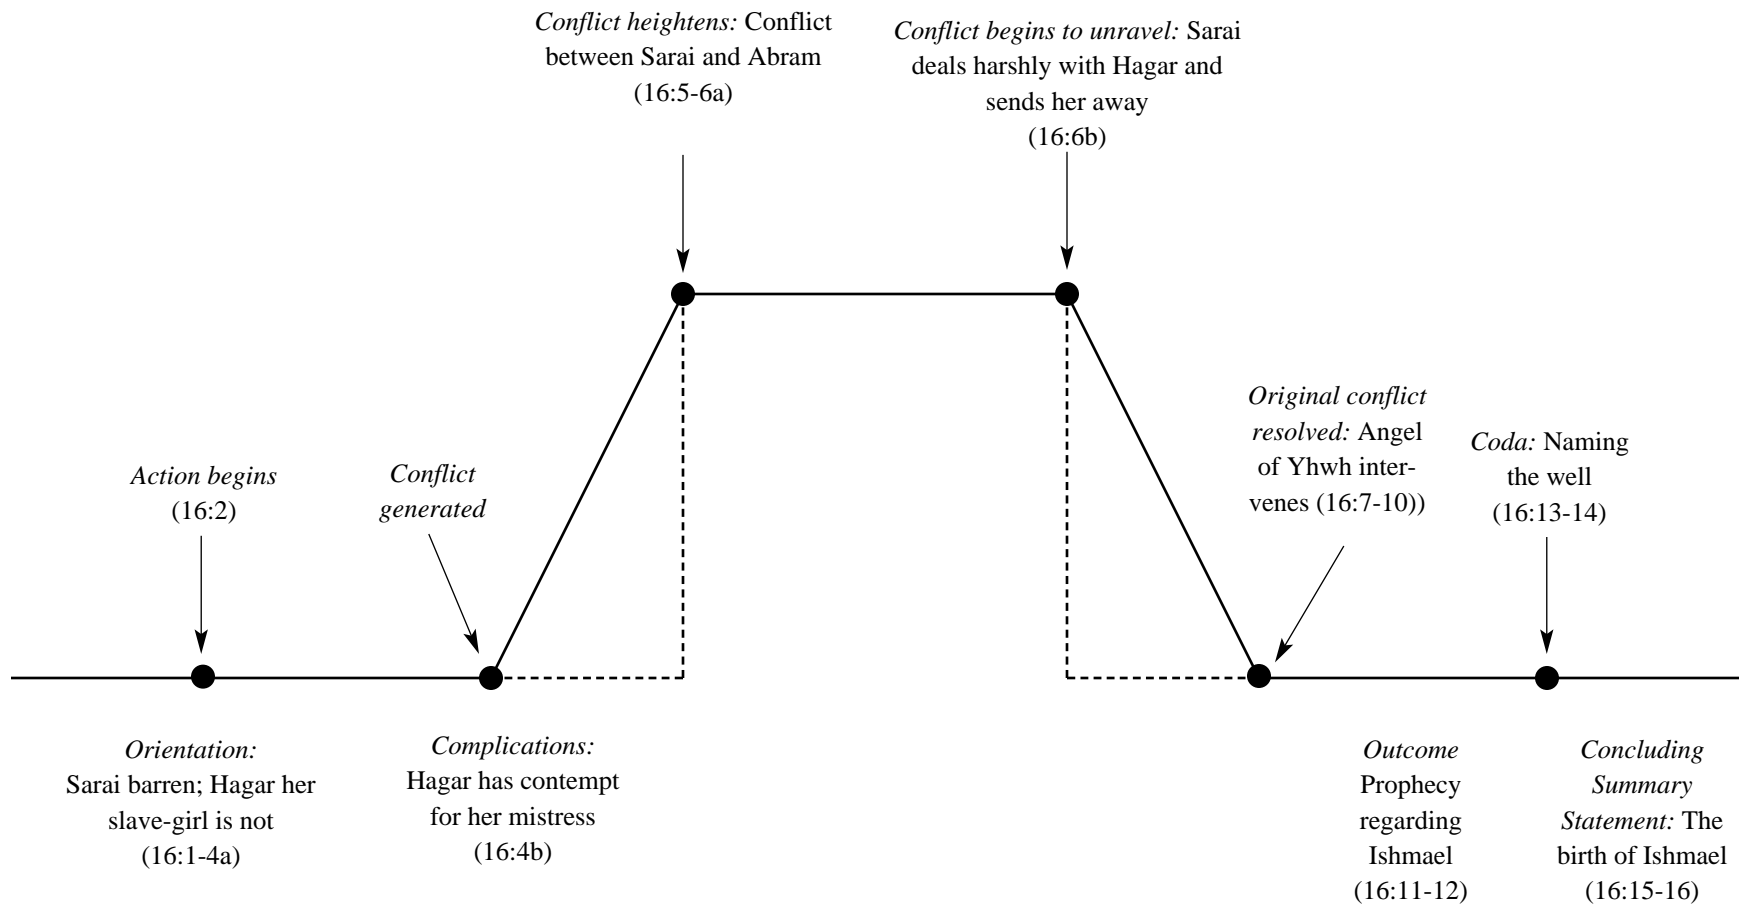 Conflict heightens: Conflict
between Sarai and Abram
(16:5-6a)
Conflict begins to unravel: Sarai
deals harshly with Hagar and
sends her away
(16:6b)
Action begins
(16:2)
Conflict
generated
Original conflict
resolved: Angel
of Yhwh inter-
venes (16:7-10))
Coda: Naming
the well
(16:13-14)
Orientation:
Sarai barren; Hagar her
slave-girl is not
(16:1-4a)
Complications:
Hagar has contempt
for her mistress
(16:4b)
Outcome
Prophecy
regarding
Ishmael
(16:11-12)
Concluding
Summary
Statement: The
birth of Ishmael
(16:15-16)